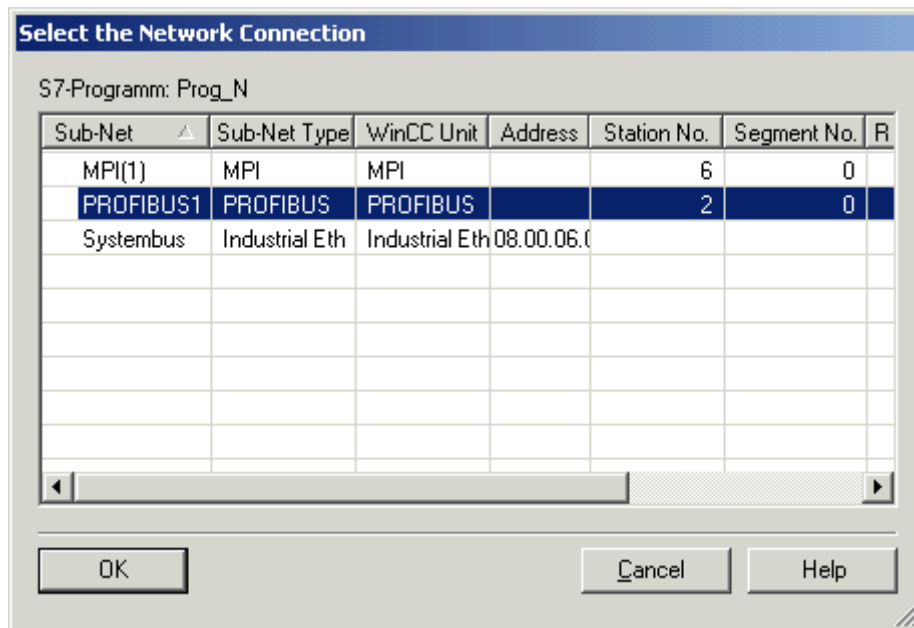 Select the Network Connection
S7-Programm: Prog_N
Sub-Net Sub-Net Type WinCC Unit Address Station No. Segment No. R
MPI(1) MPI MPI 6 0
PROFIBUS1 PROFIBUS PROFIBUS 2 0
Systembus Industrial Eth Industrial Eth 08.00.06.0
OK Cancel Help